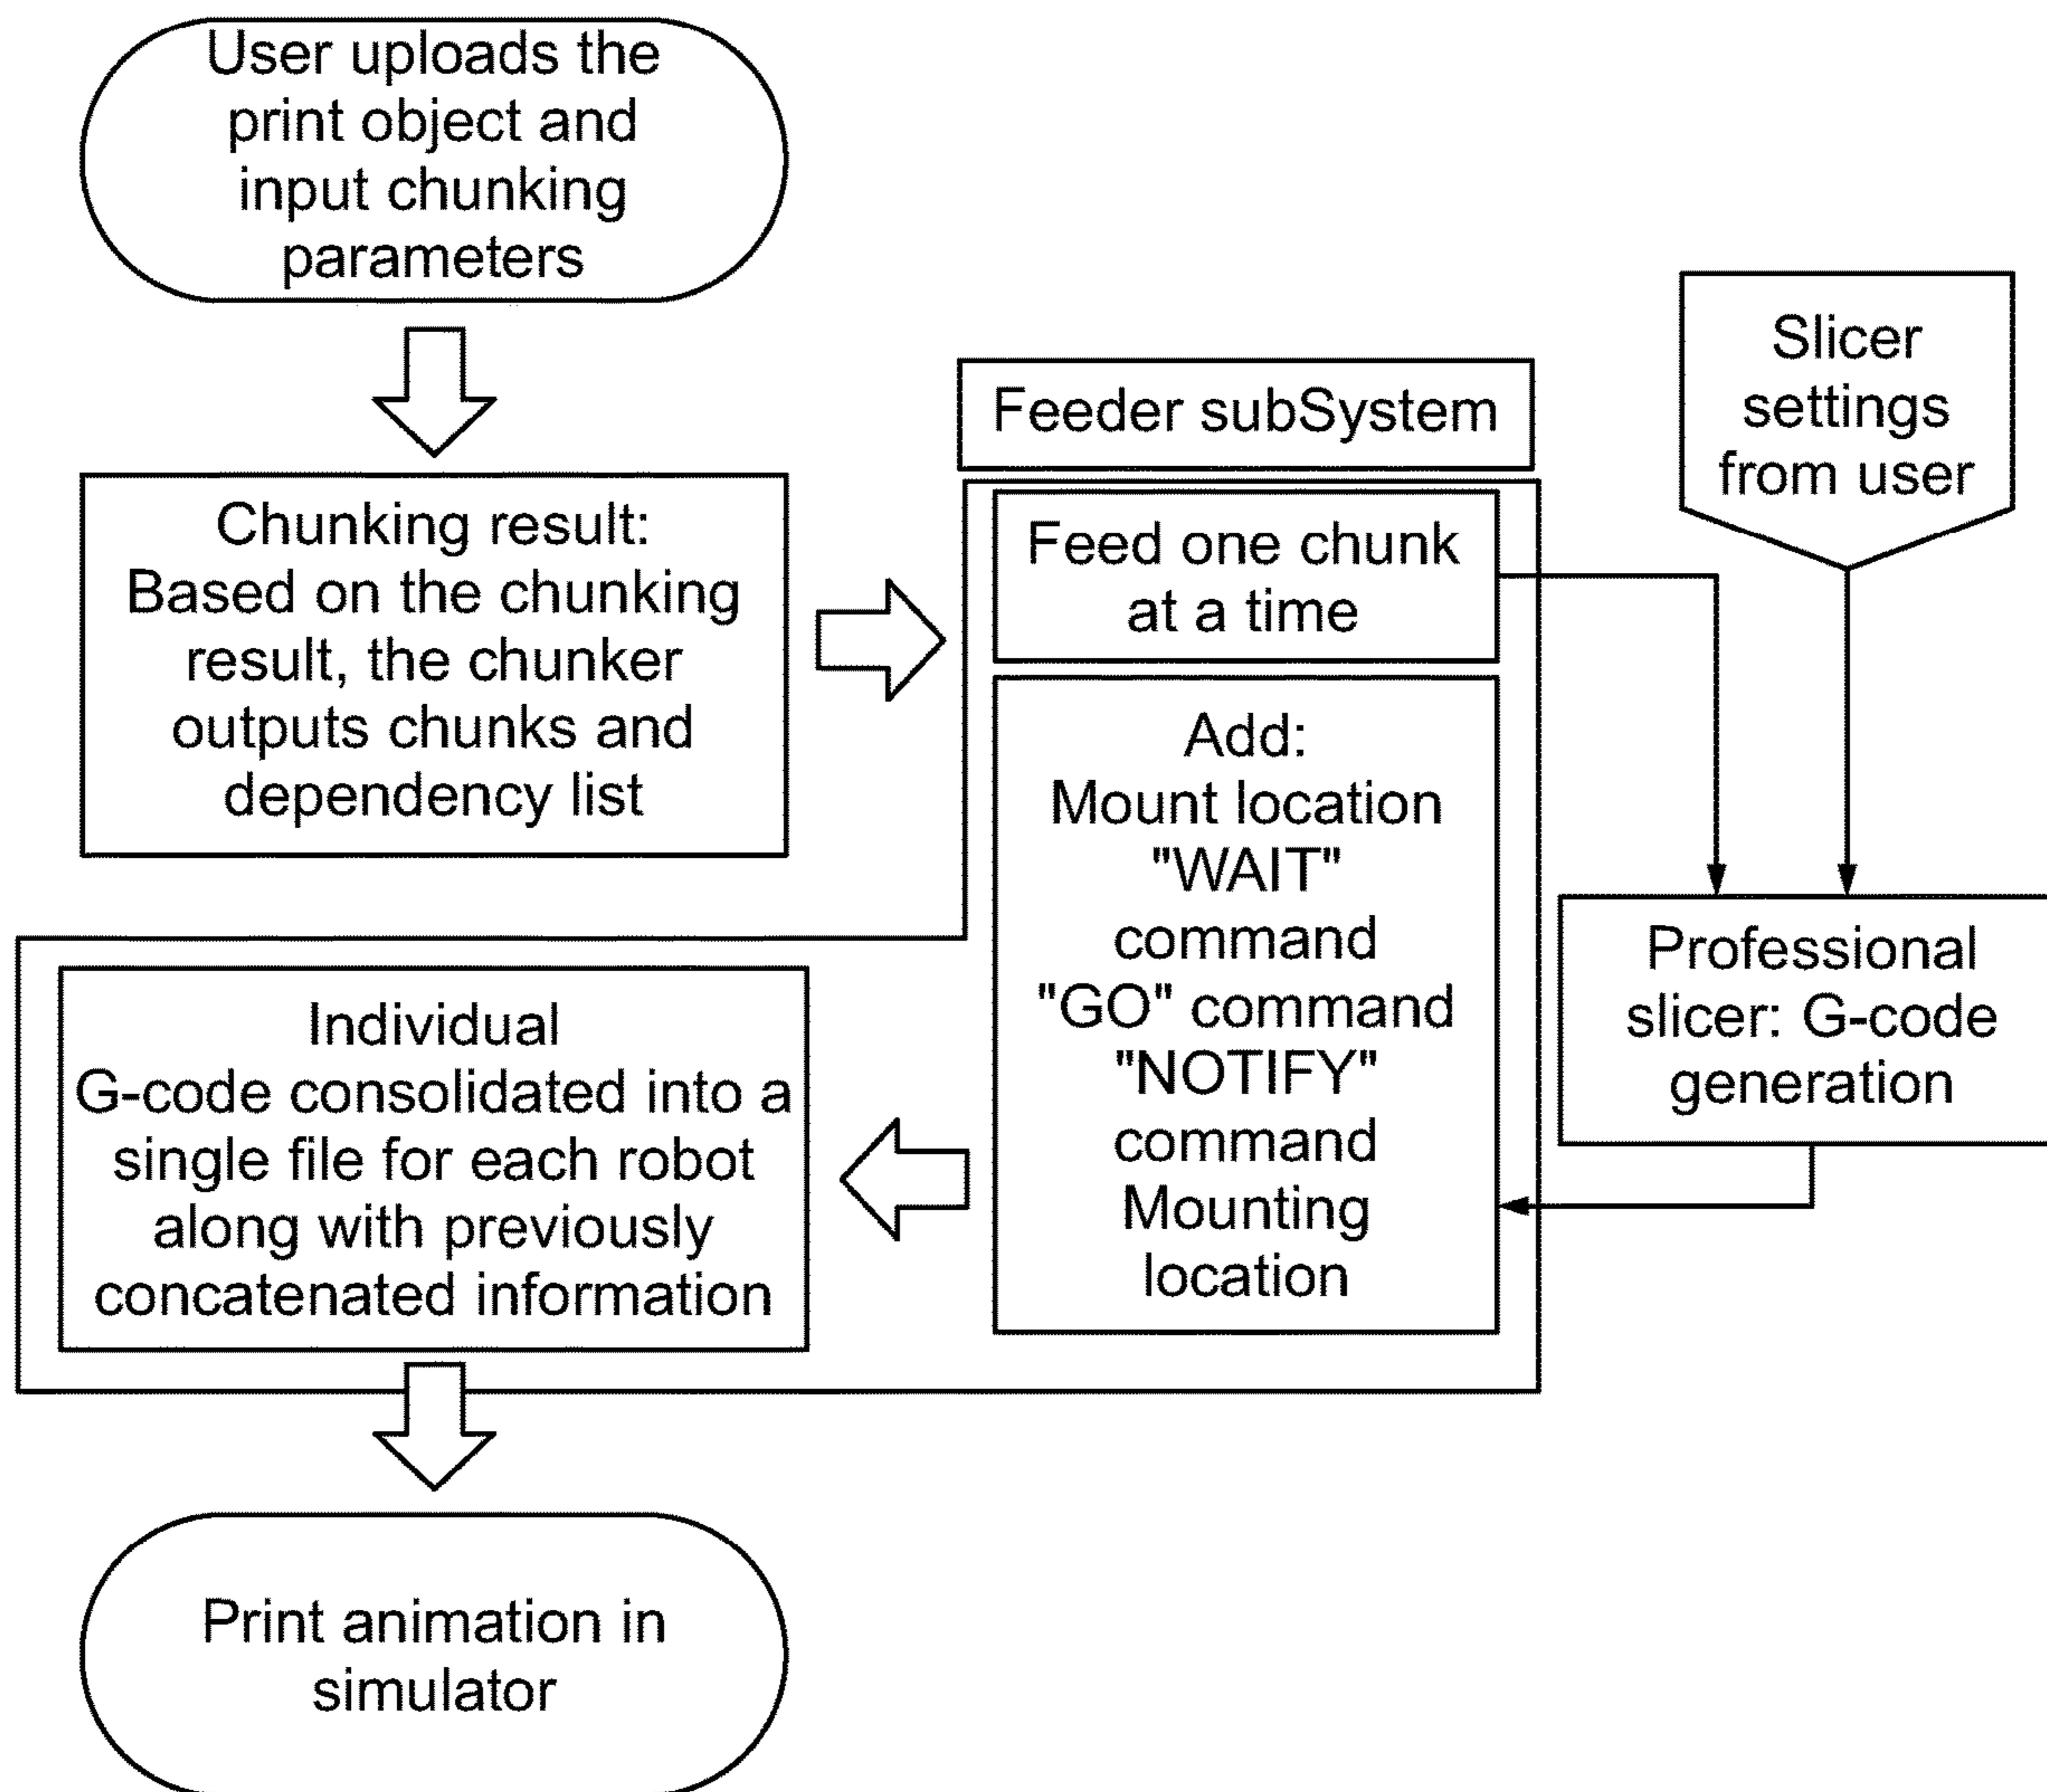 User uploads the
print object and
input chunking
parameters
Chunking result:
Based on the chunking
result, the chunker
outputs chunks and
dependency list
Feeder subSystem
Feed one chunk
at a time
Slicer
settings
from user
Professional
slicer: G-code
generation
Add:
Mount location
"WAIT"
command
"GO" command
"NOTIFY"
command
Mounting
location
Individual
G-code consolidated into a
single file for each robot
along with previously
concatenated information
Print animation in
simulator